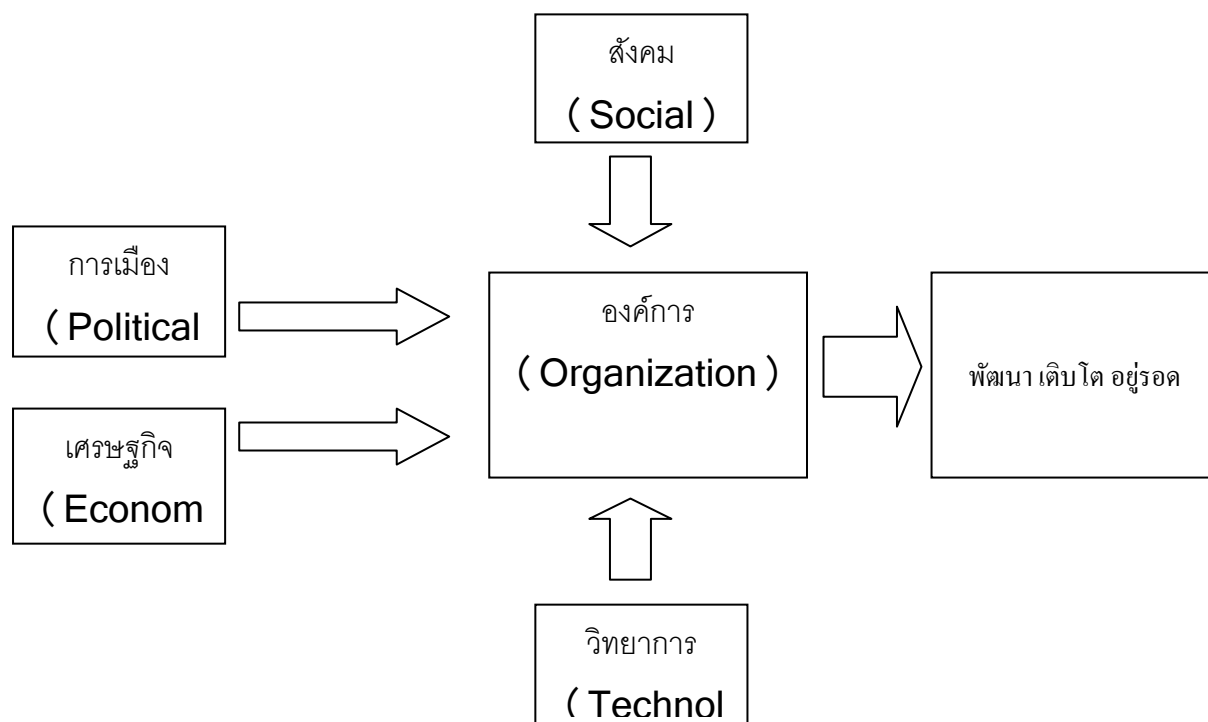 สังคม
( Social )
การเมือง
( Political
องค์การ
( Organization )
พัฒนา เติบโต อยู่รอด
เศรษฐกิจ
( Econom
วิทยาการ
( Technol